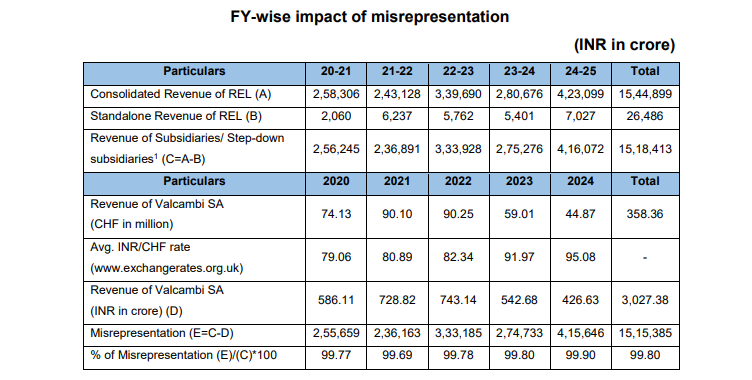 FY-wise impact of misrepresentation
(INR in crore)
Particulars 20-21 21-22 22-23 23-24 24-25 Total
Consolidated Revenue of REL (A) 2,58,306 2,43,128 3,39,690 2,80,676 4,23,099 15,44,899
Standalone Revenue of REL (B) 2,060 6,237 5,762 5,401 7,027 26,486
Revenue of Subsidiaries/ Step-down
subsidiaries¹ (C=A-B) 2,56,245 2,36,891 3,33,928 2,75,276 4,16,072 15,18,413
Particulars 2020 2021 2022 2023 2024 Total
Revenue of Valcambi SA
(CHF in million) 74.13 90.10 90.25 59.01 44.87 358.36
Avg. INR/CHF rate
(www.exchangerates.org.uk) 79.06 80.89 82.34 91.97 95.08 -
Revenue of Valcambi SA
(INR in crore) (D) 586.11 728.82 743.14 542.68 426.63 3,027.38
Misrepresentation (E=C-D) 2,55,659 2,36,163 3,33,185 2,74,733 4,15,646 15,15,385
% of Misrepresentation (E)/(C)*100 99.77 99.69 99.78 99.80 99.90 99.80